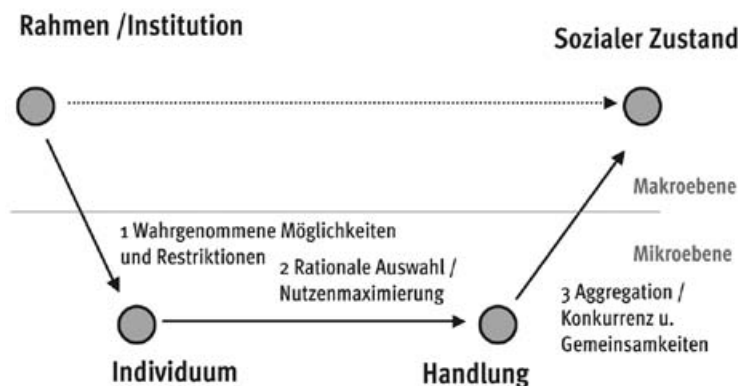 Rahmen /Institution
Sozialer Zustand
Makroebene
1 Wahrgenommene Möglichkeiten
und Restriktionen
Mikroebene
2 Rationale Auswahl /
Nutzenmaximierung
3 Aggregation /
Konkurrenz u.
Gemeinsamkeiten
Individuum
Handlung